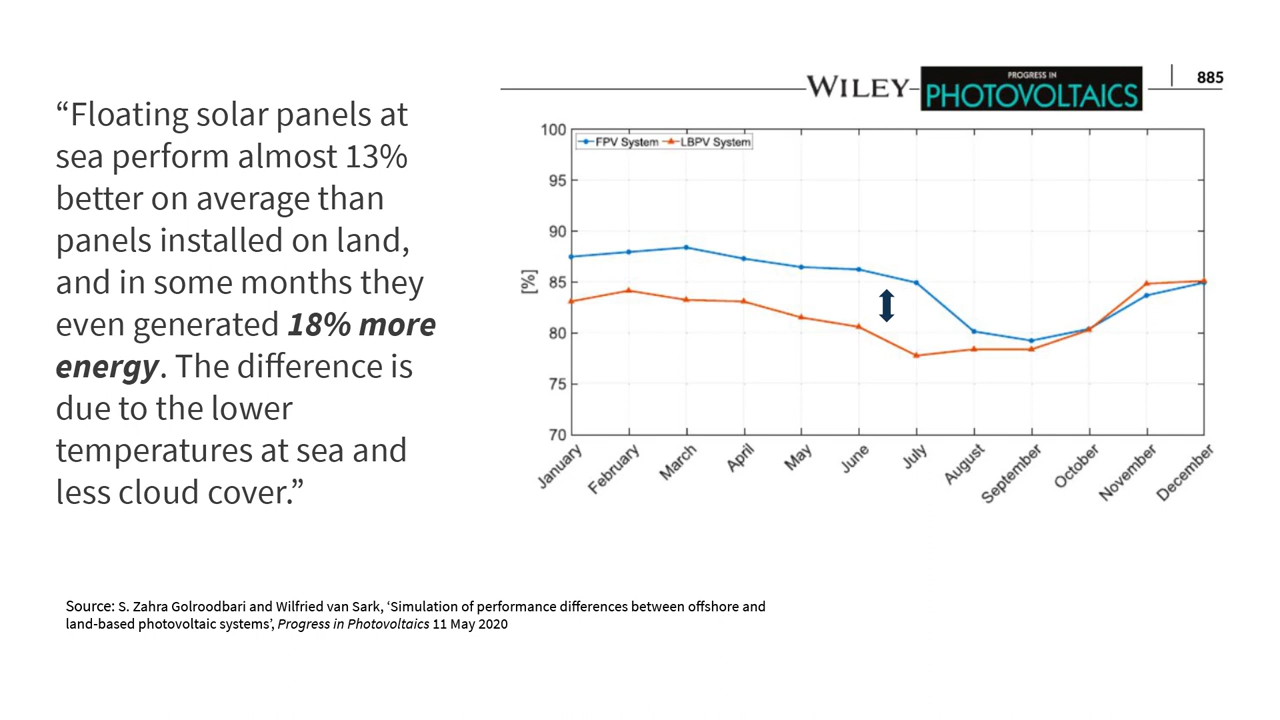 “Floating solar panels at
sea perform almost 13%
better on average than
panels installed on land,
and in some months they
even generated 18% more
energy. The difference is
due to the lower
temperatures at sea and
less cloud cover.”
WILEY
PROGRESS IN
PHOTOVOLTAICS
885
FPV System LBPV System
100
95
90
85
80
75
70
[%]
January
February
March
April
May
June
July
August
September
October
November
December
Source: S. Zahra Golroodbari and Wilfried van Sark, ‘Simulation of performance differences between offshore and
land-based photovoltaic systems’, Progress in Photovoltaics 11 May 2020